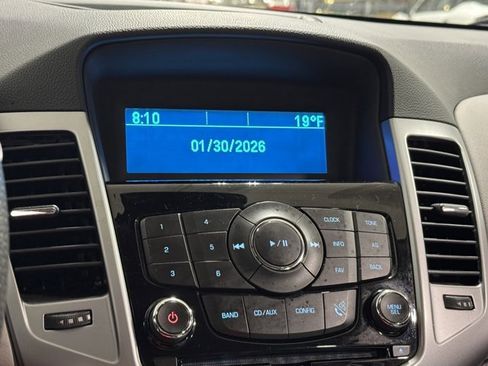 8:10 19°F
01/30/2026
1 4 CLOCK TONE
2 5 INFO AS
3 6 FAV BACK
BAND CD/AUX CONFIG MENU
SEL